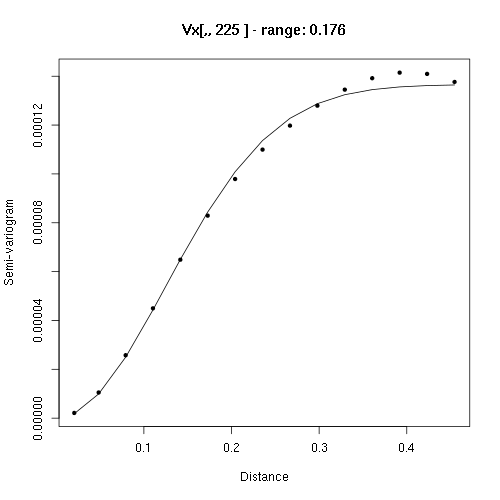 Vx[,, 225 ] - range: 0.176
Semi-variogram
0.00012
0.00008
0.00004
0.00000
0.1 0.2 0.3 0.4
Distance